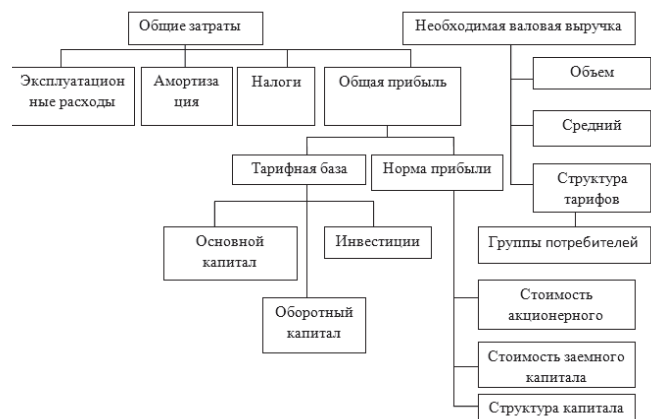 Общие затраты
Необходимая валовая выручка
Эксплуатацион
ные расходы
Амортиза
ция
Налоги
Общая прибыль
Объем
Средний
Структура
тарифов
Группы потребителей
Тарифная база
Норма прибыли
Основной
капитал
Инвестиции
Оборотный
капитал
Стоимость
акционерного
Стоимость заемного
капитала
Структура капитала